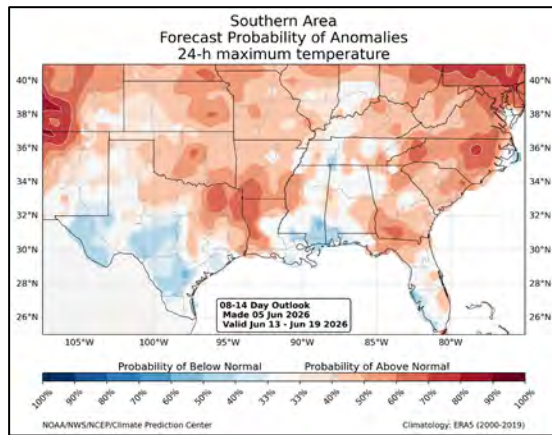 Southern Area
Forecast Probability of Anomalies
24-h maximum temperature
40°N 40°N
38°N 38°N
36°N 36°N
34°N 34°N
32°N 32°N
30°N 30°N
28°N 28°N
26°N 26°N
08-14 Day Outlook
Made 05 Jun 2026
Valid Jun 13 - Jun 19 2026
105°W 100°W 95°W 90°W 85°W 80°W
Probability of Below Normal Probability of Above Normal
100% 90% 80% 70% 60% 50% 40% 33% 33% 40% 50% 60% 70% 80% 90% 100%
NOAA/NWS/NCEP/Climate Prediction Center Climatology: ERA5 (2000-2019)